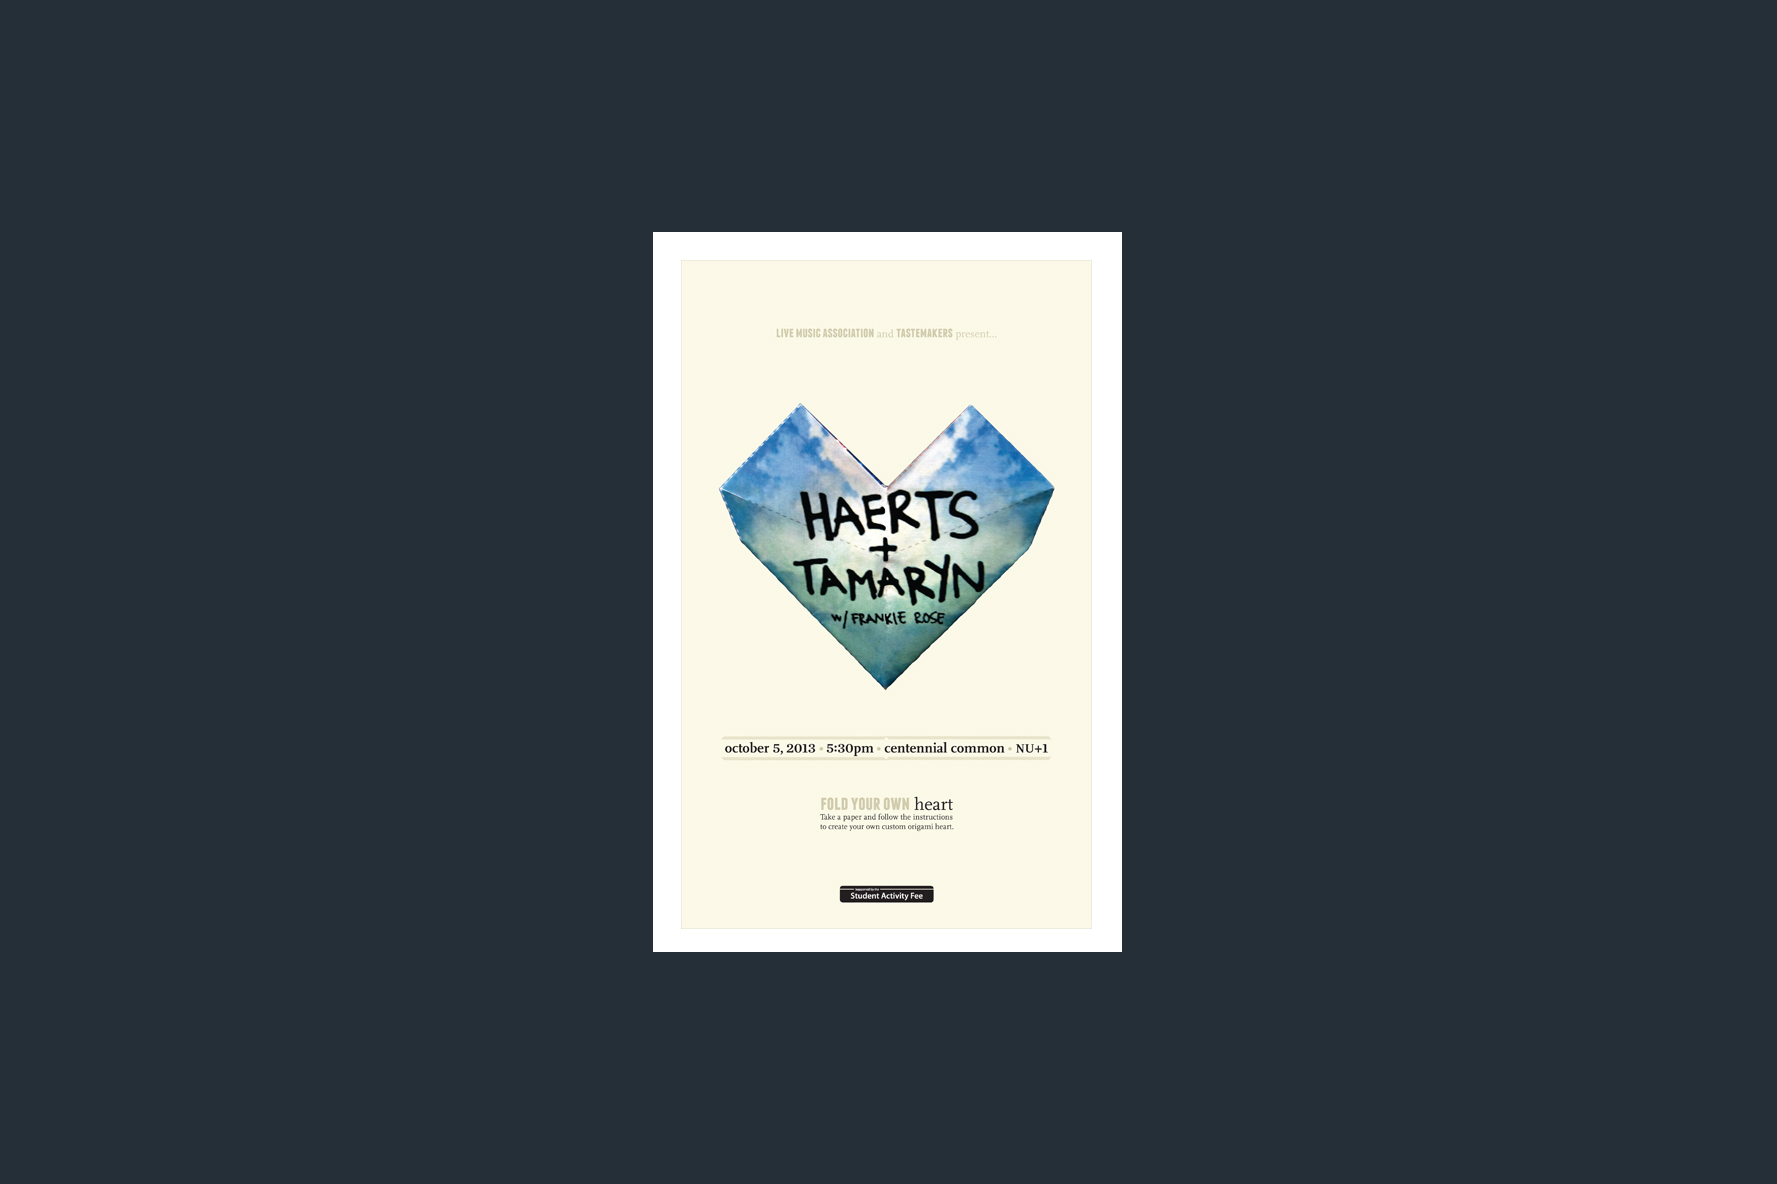 LIVE MUSIC ASSOCIATION and TASTEMAKERS present...
HAERTS
+
TAMARYN
w/ FRANKIE ROSE
october 5, 2013 • 5:30pm • centennial common • NU+1
FOLD YOUR OWN heart
Take a paper and follow the instructions
to create your own custom origami heart.
Student Activity Fee